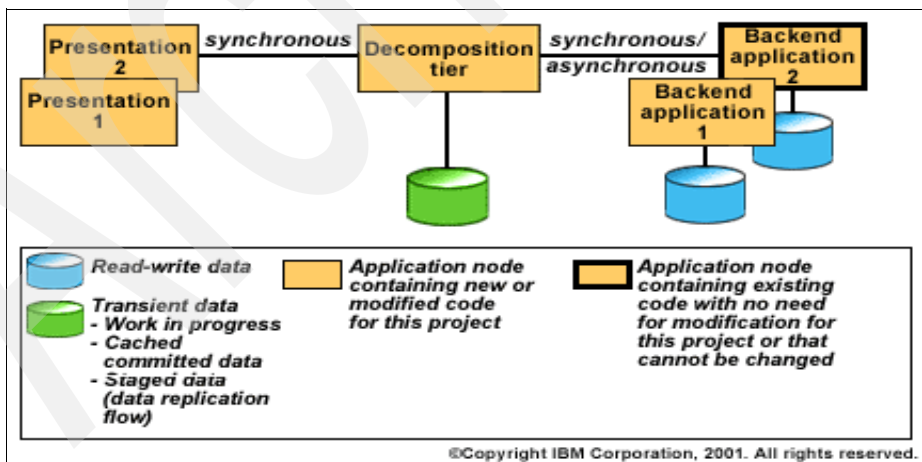 Presentation
2
Presentation
1
synchronous
Decomposition
tier
synchronous/
asynchronous
Backend
application
2
Backend
application
1
Read-write data
Transient data
- Work in progress
- Cached
committed data
- Staged data
(data replication
flow)
Application node
containing new or
modified code
for this project
Application node
containing existing
code with no need
for modification for
this project or that
cannot be changed
©Copyright IBM Corporation, 2001. All rights reserved.